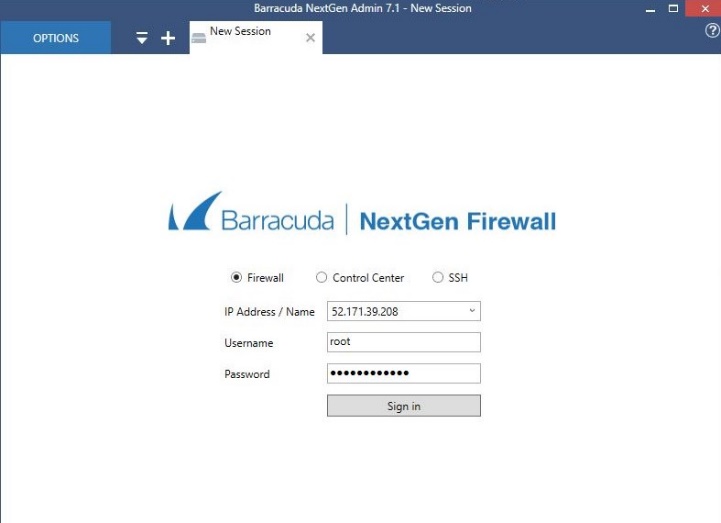 Barracuda NextGen Admin 7.1 - New Session
OPTIONS
New Session
Barracuda | NextGen Firewall
Firewall Control Center SSH
IP Address / Name 52.171.39.208
Username root
Password ●●●●●●●●●●●●
Sign in